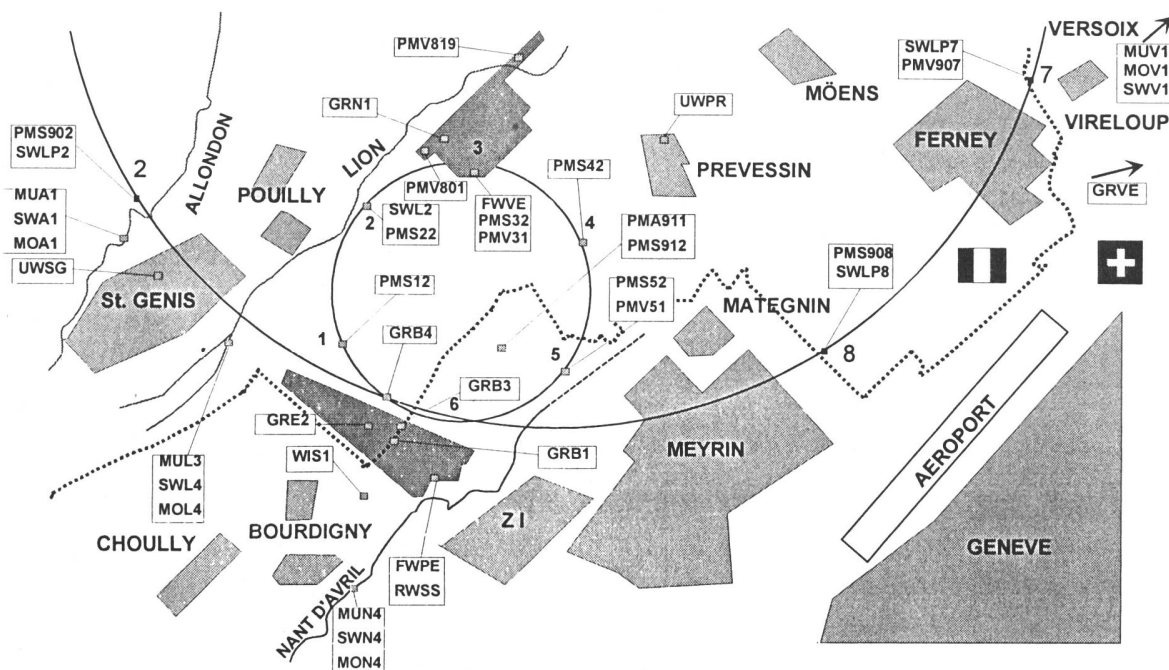 VERSOIX
MUV1
MOV1
SWV1
PMV819
SWLP7
PMV907
7
MÖENS
VIRELOUP
GRN1
UWPR
FERNEY
PMS902
SWLP2
2
ALLONDON
LION
3
PREVESSIN
PMS42
GRVE
MUA1
SWA1
MOA1
POUILLY
PMV801
2
SWL2
PMS22
FWVE
PMS32
PMV31
4
PMA911
PMS912
PMS908
SWLP8
UWSG
St. GENIS
PMS12
PMS52
PMV51
MATEGNIN
1
GRB4
5
8
GRB3
6
GRE2
WIS1
GRB1
MEYRIN
AEROPORT
MUL3
SWL4
MOL4
CHOULLY
BOURDIGNY
Z I
GENEVE
FWPE
RWSS
NANT D'AVRIL
MUN4
SWN4
MON4